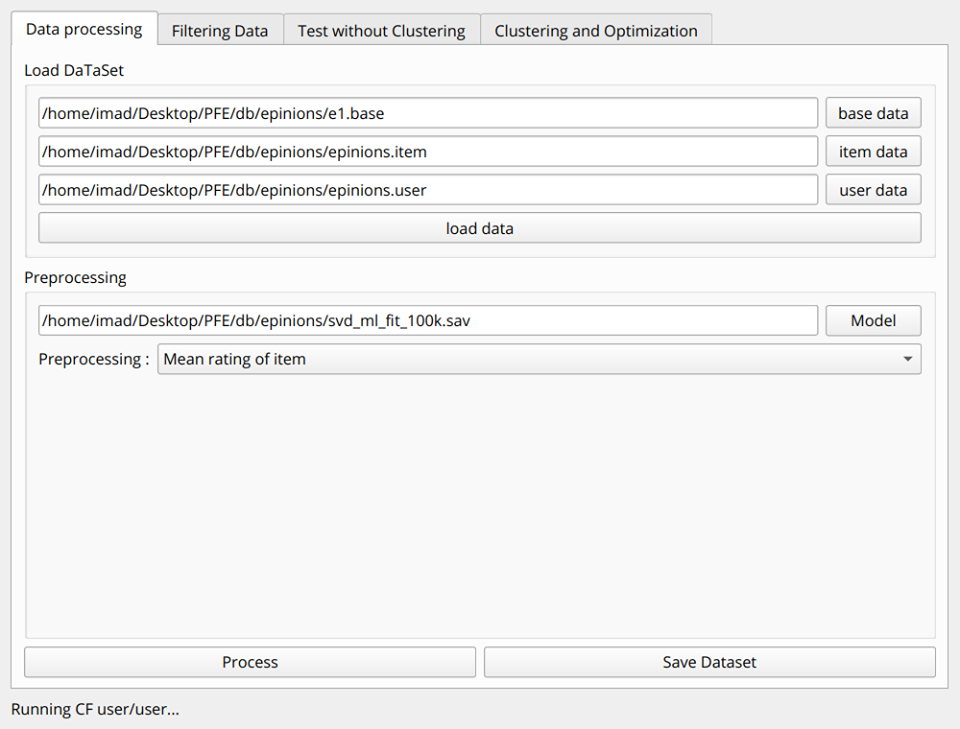 Data processing Filtering Data Test without Clustering Clustering and Optimization
Load DaTaSet
/home/imad/Desktop/PFE/db/epinions/e1.base base data
/home/imad/Desktop/PFE/db/epinions/epinions.item item data
/home/imad/Desktop/PFE/db/epinions/epinions.user user data
load data
Preprocessing
/home/imad/Desktop/PFE/db/epinions/svd_ml_fit_100k.sav Model
Preprocessing : Mean rating of item
Process Save Dataset
Running CF user/user...